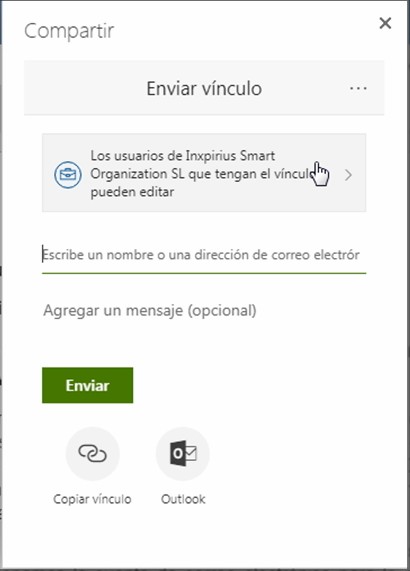 Compartir
Enviar vínculo
Los usuarios de Inxpirius Smart
Organization SL que tengan el vínculo
pueden editar
Escribe un nombre o una dirección de correo electrór
Agregar un mensaje (opcional)
Enviar
Copiar vínculo
Outlook